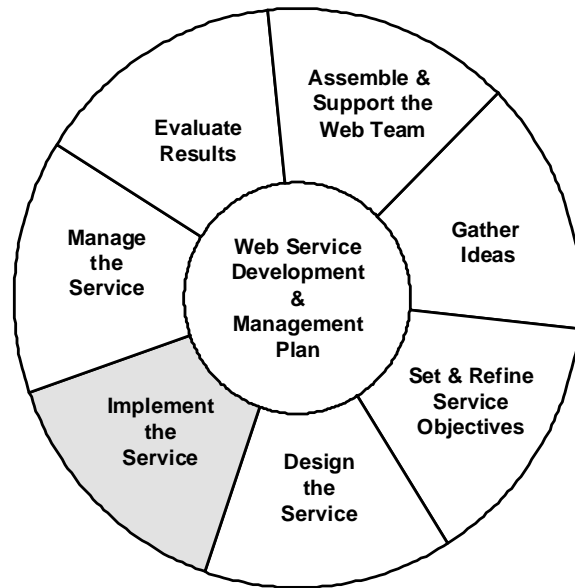 Assemble &
Support the
Web Team
Gather
Ideas
Set & Refine
Service
Objectives
Design
the
Service
Implement
the
Service
Manage
the
Service
Evaluate
Results
Web Service
Development
&
Management
Plan